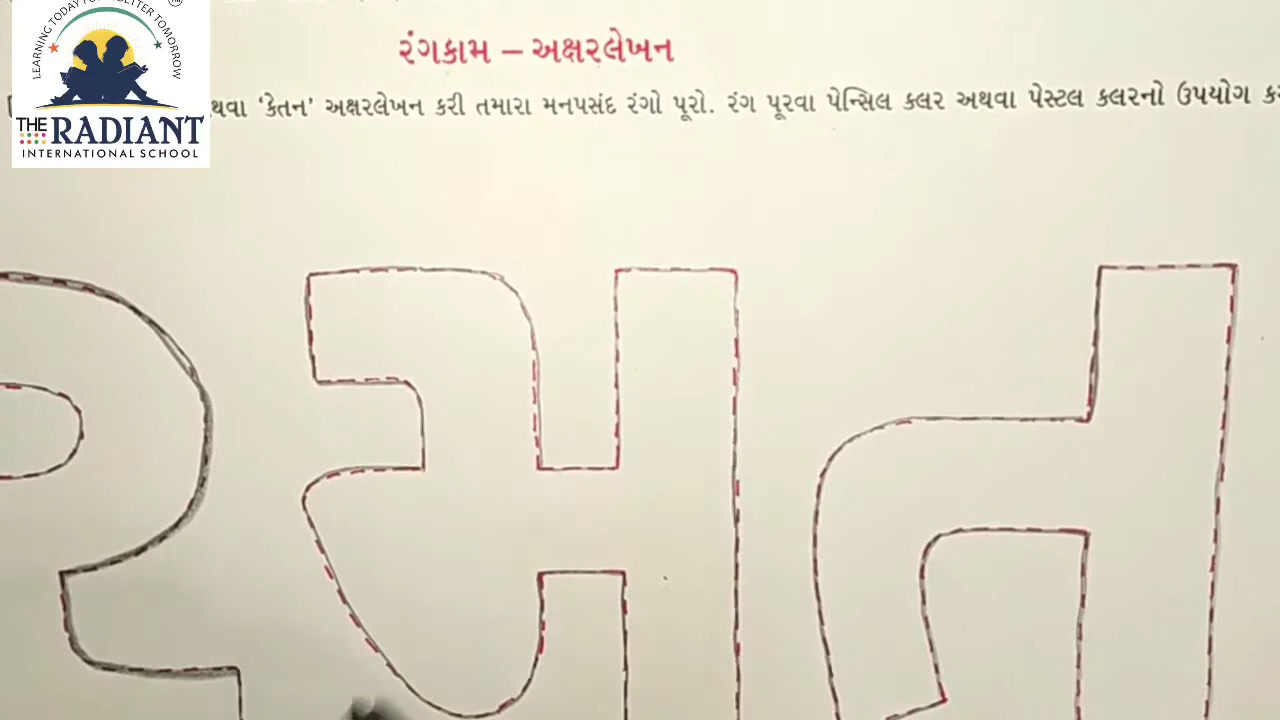 LEARNING TODAY FOR A BETTER TOMORROW
THE RADIANT
INTERNATIONAL SCHOOL
રંગકામ – અક્ષરલેખન
‘કેતન’ અક્ષરલેખન કરી તમારા મનપસંદ રંગો પૂરો. રંગ પૂરવા પેન્સિલ કલર અથવા પેસ્ટલ કલરનો ઉપયોગ
રમત